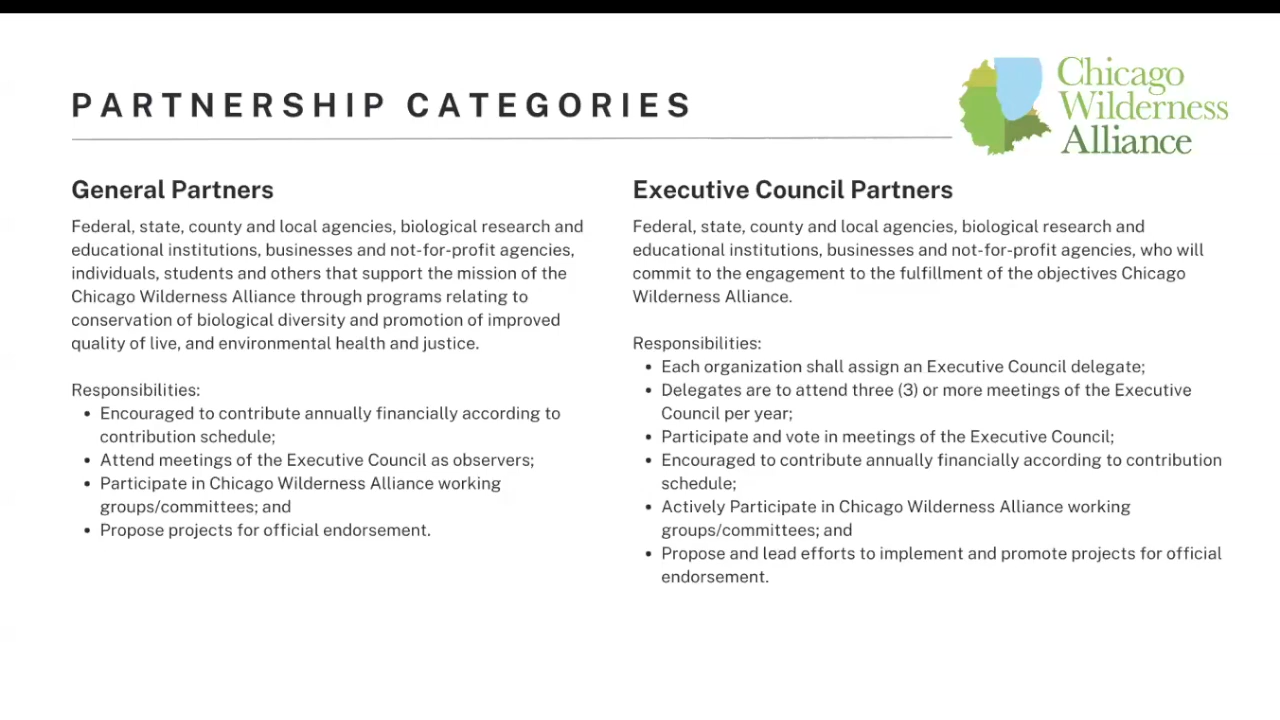 PARTNERSHIP CATEGORIES
Chicago
Wilderness
Alliance
General Partners
Federal, state, county and local agencies, biological research and
educational institutions, businesses and not-for-profit agencies,
individuals, students and others that support the mission of the
Chicago Wilderness Alliance through programs relating to
conservation of biological diversity and promotion of improved
quality of live, and environmental health and justice.
Responsibilities:
• Encouraged to contribute annually financially according to
contribution schedule;
• Attend meetings of the Executive Council as observers;
• Participate in Chicago Wilderness Alliance working
groups/committees; and
• Propose projects for official endorsement.
Executive Council Partners
Federal, state, county and local agencies, biological research and
educational institutions, businesses and not-for-profit agencies, who will
commit to the engagement to the fulfillment of the objectives Chicago
Wilderness Alliance.
Responsibilities:
• Each organization shall assign an Executive Council delegate;
• Delegates are to attend three (3) or more meetings of the Executive
Council per year;
• Participate and vote in meetings of the Executive Council;
• Encouraged to contribute annually financially according to contribution
schedule;
• Actively Participate in Chicago Wilderness Alliance working
groups/committees; and
• Propose and lead efforts to implement and promote projects for official
endorsement.